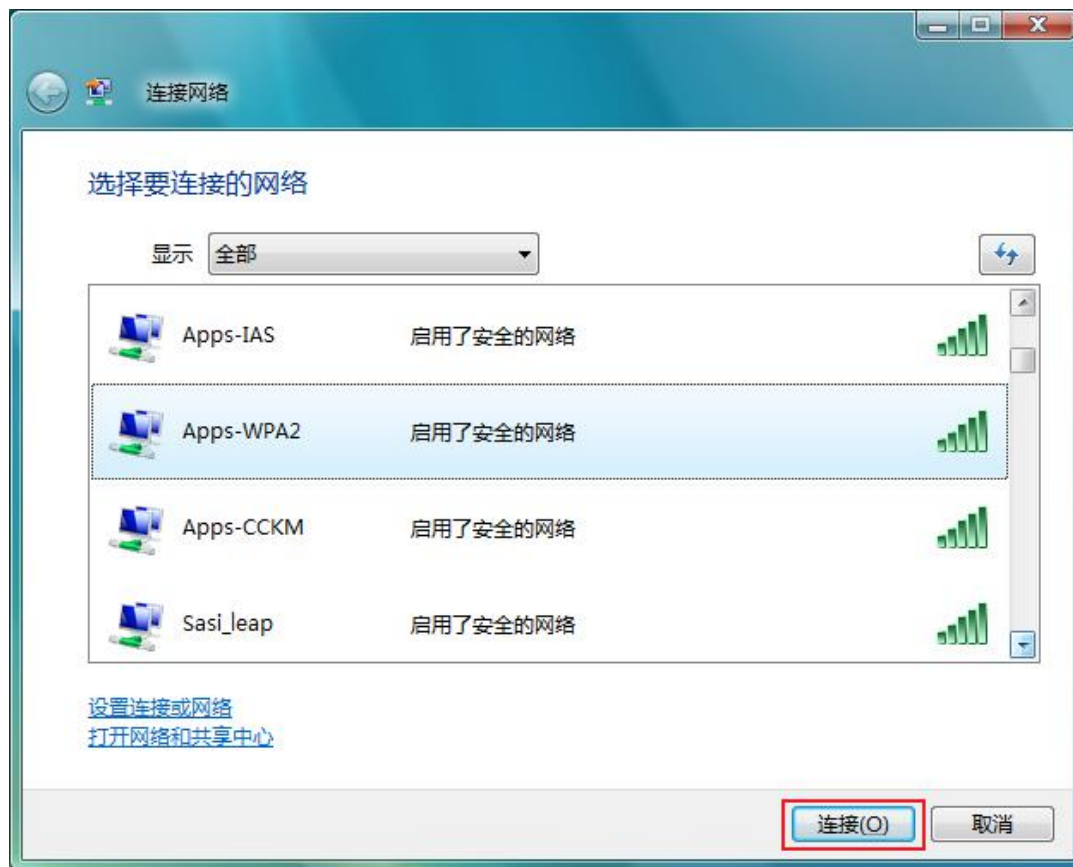 连接网络
选择要连接的网络
显示 全部
Apps-IAS 启用了安全的网络
Apps-WPA2 启用了安全的网络
Apps-CCKM 启用了安全的网络
Sasi_leap 启用了安全的网络
设置连接或网络
打开网络和共享中心
连接(O) 取消